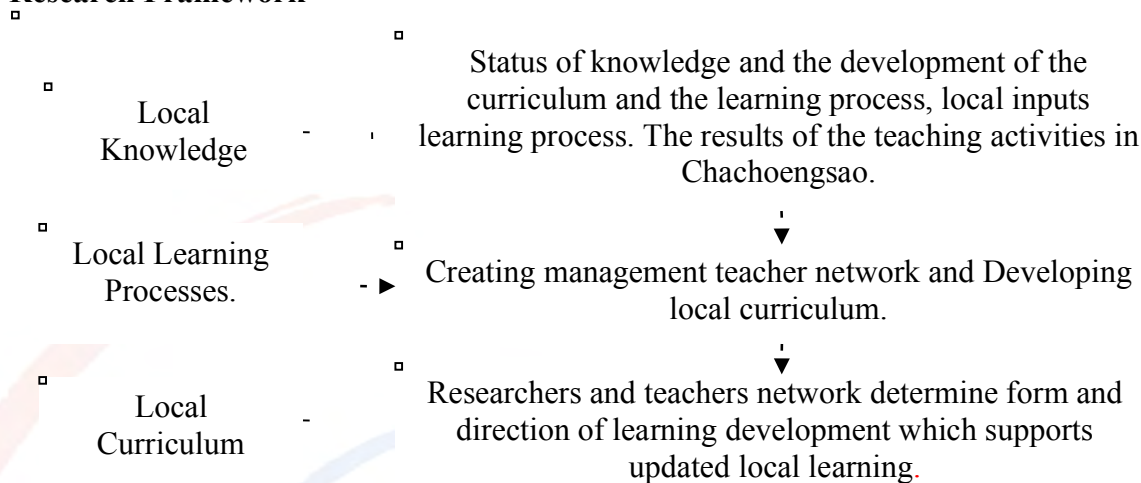 Research Framework
Local
Knowledge
Status of knowledge and the development of the
curriculum and the learning process, local inputs
learning process. The results of the teaching activities in
Chachoengsao.
Local Learning
Processes.
Creating management teacher network and Developing
local curriculum.
Local
Curriculum
Researchers and teachers network determine form and
direction of learning development which supports
updated local learning.